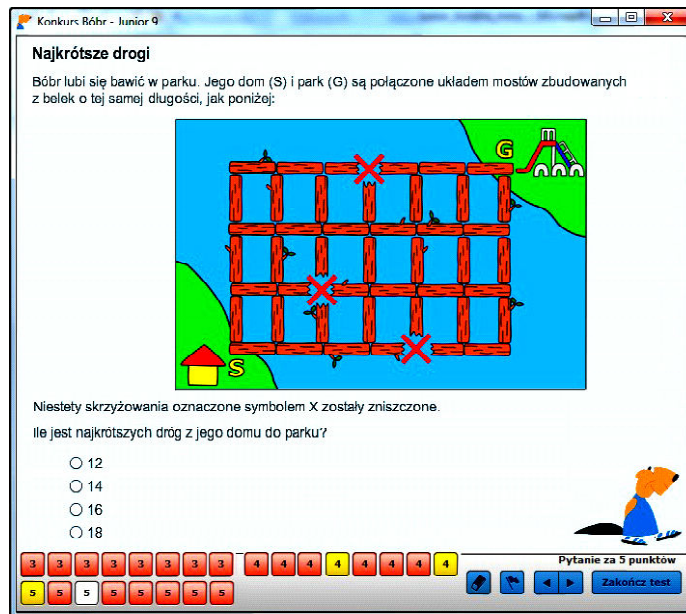 Konkurs Bóbr - Junior 9
Najkrótsze drogi
Bóbr lubi się bawić w parku. Jego dom (S) i park (G) są połączone układem mostów zbudowanych
z belek o tej samej długości, jak poniżej:
G
S
Niestety skrzyżowania oznaczone symbolem X zostały zniszczone.
Ile jest najkrótszych dróg z jego domu do parku?
12
14
16
18
3 3 3 3 3 3 3 3 4 4 4 4 4 4 4 4
Pytanie za 5 punktów
5 5 5 5 5 5 5 5
Zakończ test